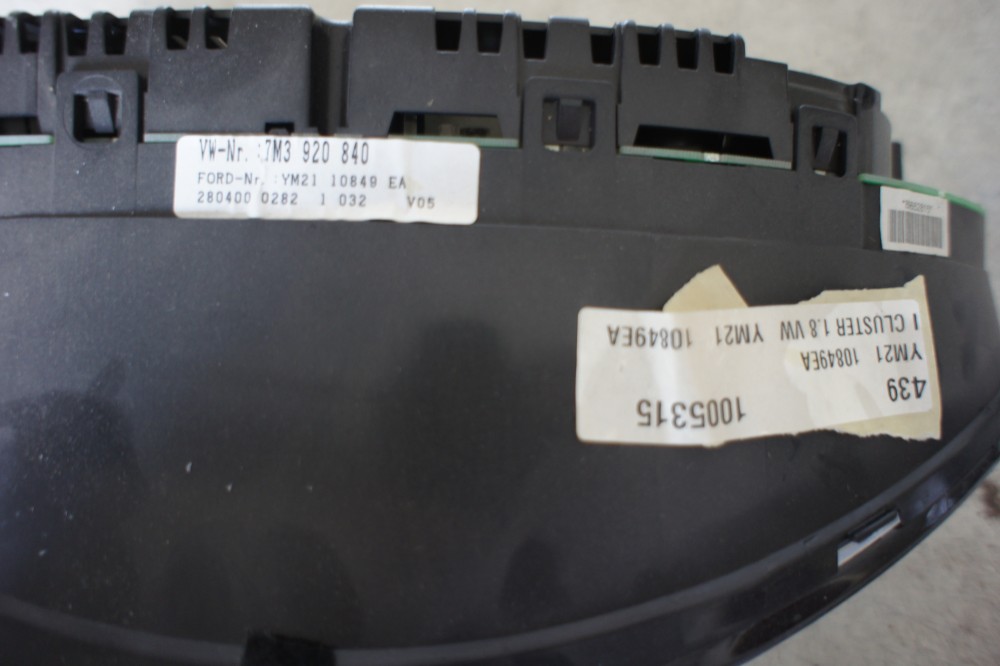 VW-Nr. :7M3 920 840
FORD-Nr. :YM21 10849 EA
280400 0282 1 032 V05
439 1005315
YM21 10849EA
I CLUSTER 1.8 VW YM21 10849EA